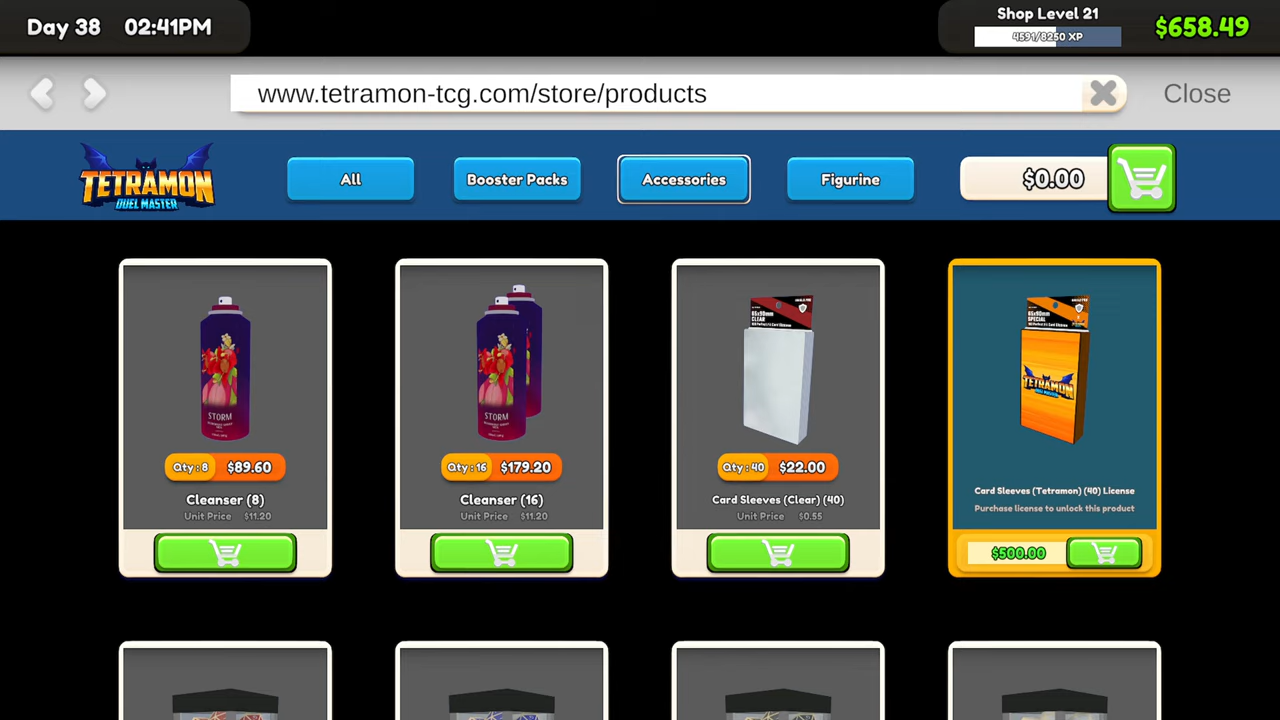 Day 38 02:41PM
Shop Level 21
4591/8250 XP
$658.49
www.tetramon-tcg.com/store/products
Close
TETRAMON
DUEL MASTER
All
Booster Packs
Accessories
Figurine
$0.00
STORM
Qty : 8 $89.60
Cleanser (8)
Unit Price $11.20
STORM
Qty : 16 $179.20
Cleanser (16)
Unit Price $11.20
65x90mm
CLEAR
Qty : 40 $22.00
Card Sleeves (Clear) (40)
Unit Price $0.55
65x90mm
SPECIAL
TETRAMON
Card Sleeves (Tetramon) (40) License
Purchase license to unlock this product
$500.00